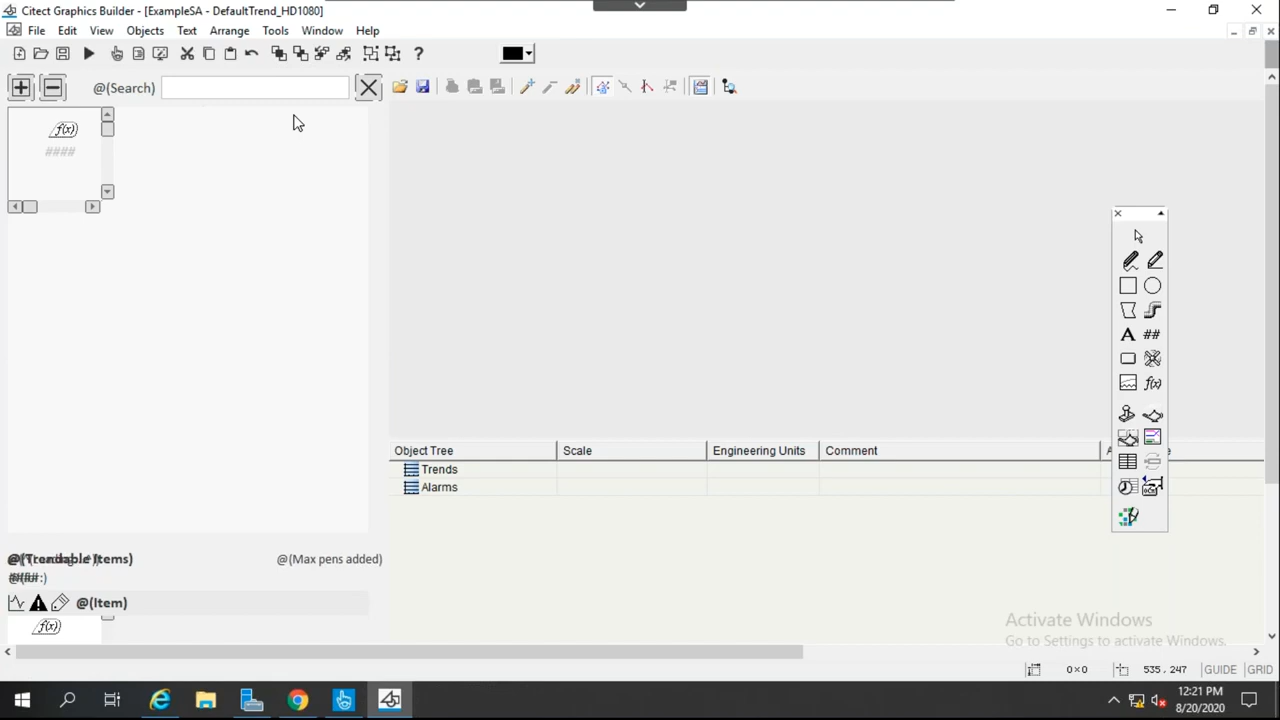 Citect Graphics Builder - [ExampleSA - DefaultTrend_HD1080]
File Edit View Objects Text Arrange Tools Window Help
@(Search)
f(x)
####
Object Tree Scale Engineering Units Comment
Trends
Alarms
A ##
f(x)
@(Trendable Items) @(Max pens added)
@(Item)
f(x)
Activate Windows
Go to Settings to activate Windows.
0×0 535, 247 GUIDE GRID
12:21 PM
8/20/2020